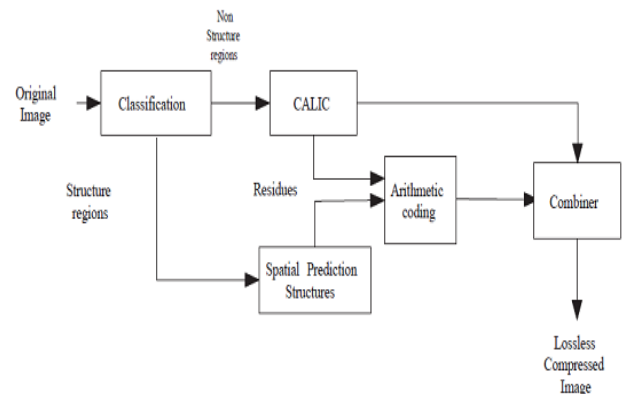 Non
Structure
regions
Original
Image
Classification
CALIC
Structure
regions
Residues
Arithmetic
coding
Combiner
Spatial Prediction
Structures
Lossless
Compressed
Image